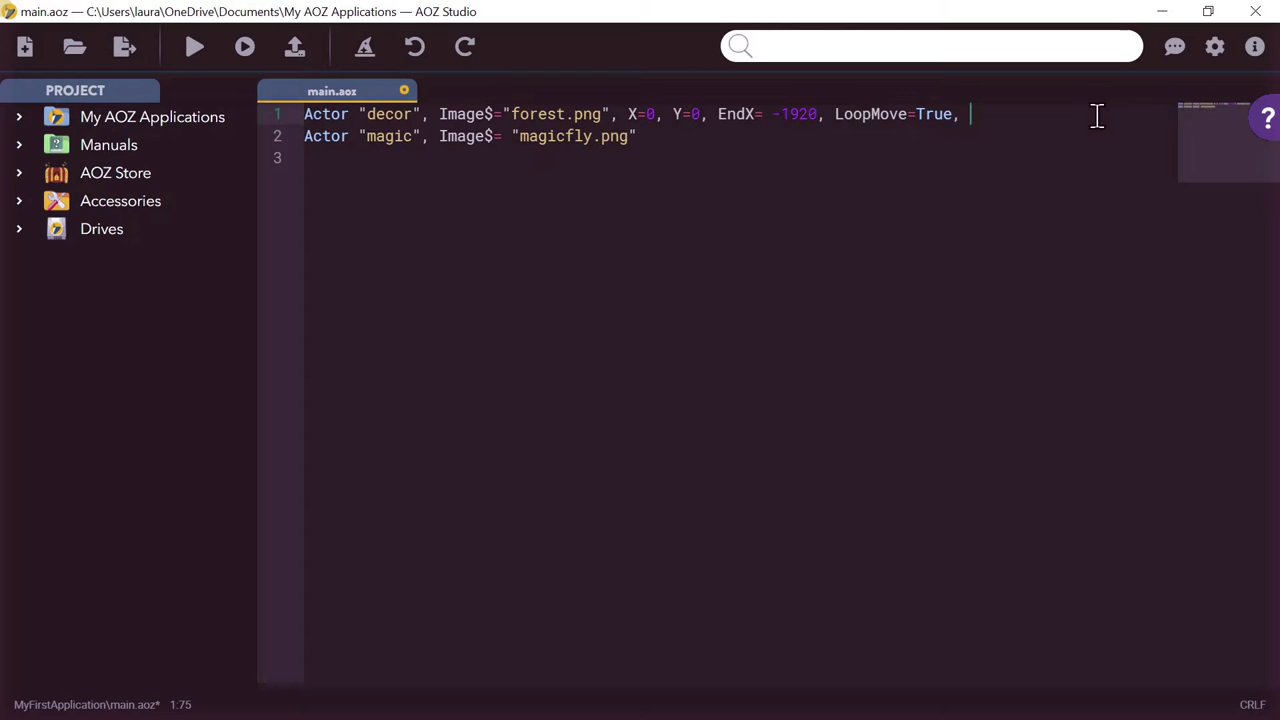 main.aoz — C:\Users\laura\OneDrive\Documents\My AOZ Applications — AOZ Studio
PROJECT
main.aoz
My AOZ Applications
Manuals
AOZ Store
Accessories
Drives
1 Actor "decor", Image$="forest.png", X=0, Y=0, EndX= -1920, LoopMove=True,
2 Actor "magic", Image$= "magicfly.png"
3
?
MyFirstApplication\main.aoz* 1:75
CRLF